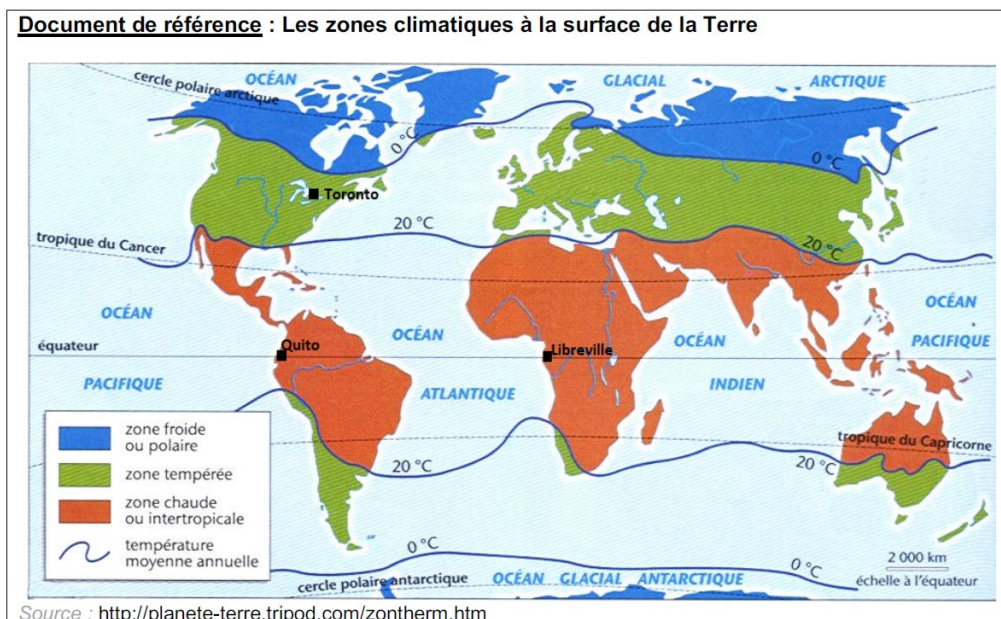 Document de référence : Les zones climatiques à la surface de la Terre
cercle polaire arctique
OCÉAN
GLACIAL
ARCTIQUE
0 °C
0 °C
Toronto
20 °C
tropique du Cancer
20 °C
OCÉAN
OCÉAN
OCÉAN
OCÉAN
équateur
Quito
Libreville
PACIFIQUE
PACIFIQUE
ATLANTIQUE
INDIEN
zone froide
ou polaire
zone tempérée
zone chaude
ou intertropicale
température
moyenne annuelle
tropique du Capricorne
20 °C
20 °C
0 °C
0 °C
2 000 km
échelle à l'équateur
cercle polaire antarctique
OCÉAN GLACIAL ANTARCTIQUE
Source : http://planete-terre.tripod.com/zontherm.htm